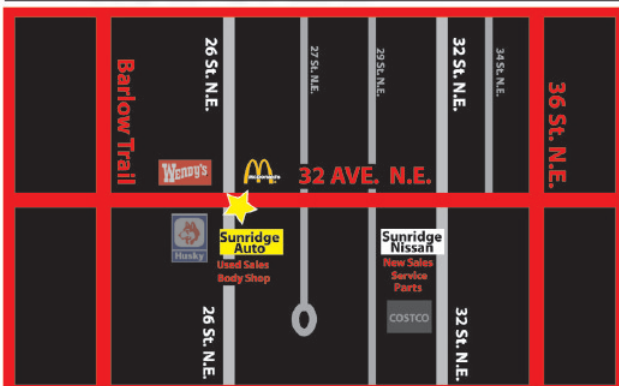 Barlow Trail
26 St. N.E.
27 St. N.E.
29 St. N.E.
32 St. N.E.
34 St. N.E.
36 St. N.E.
WENDY'S
McDonald's
32 AVE. N.E.
Husky
Sunridge
Auto
Used Sales
Body Shop
Sunridge
Nissan
New Sales
Service
Parts
COSTCO
26 St. N.E.
32 St. N.E.